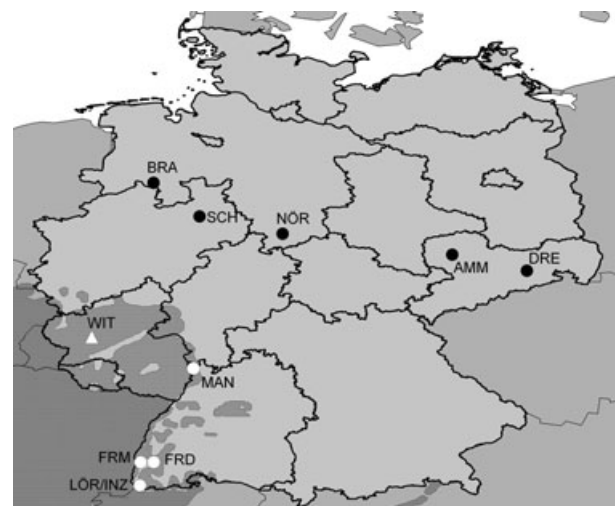 BRA
SCH
NÖR
AMM
DRE
WIT
MAN
FRM
FRD
LÖR/INZ